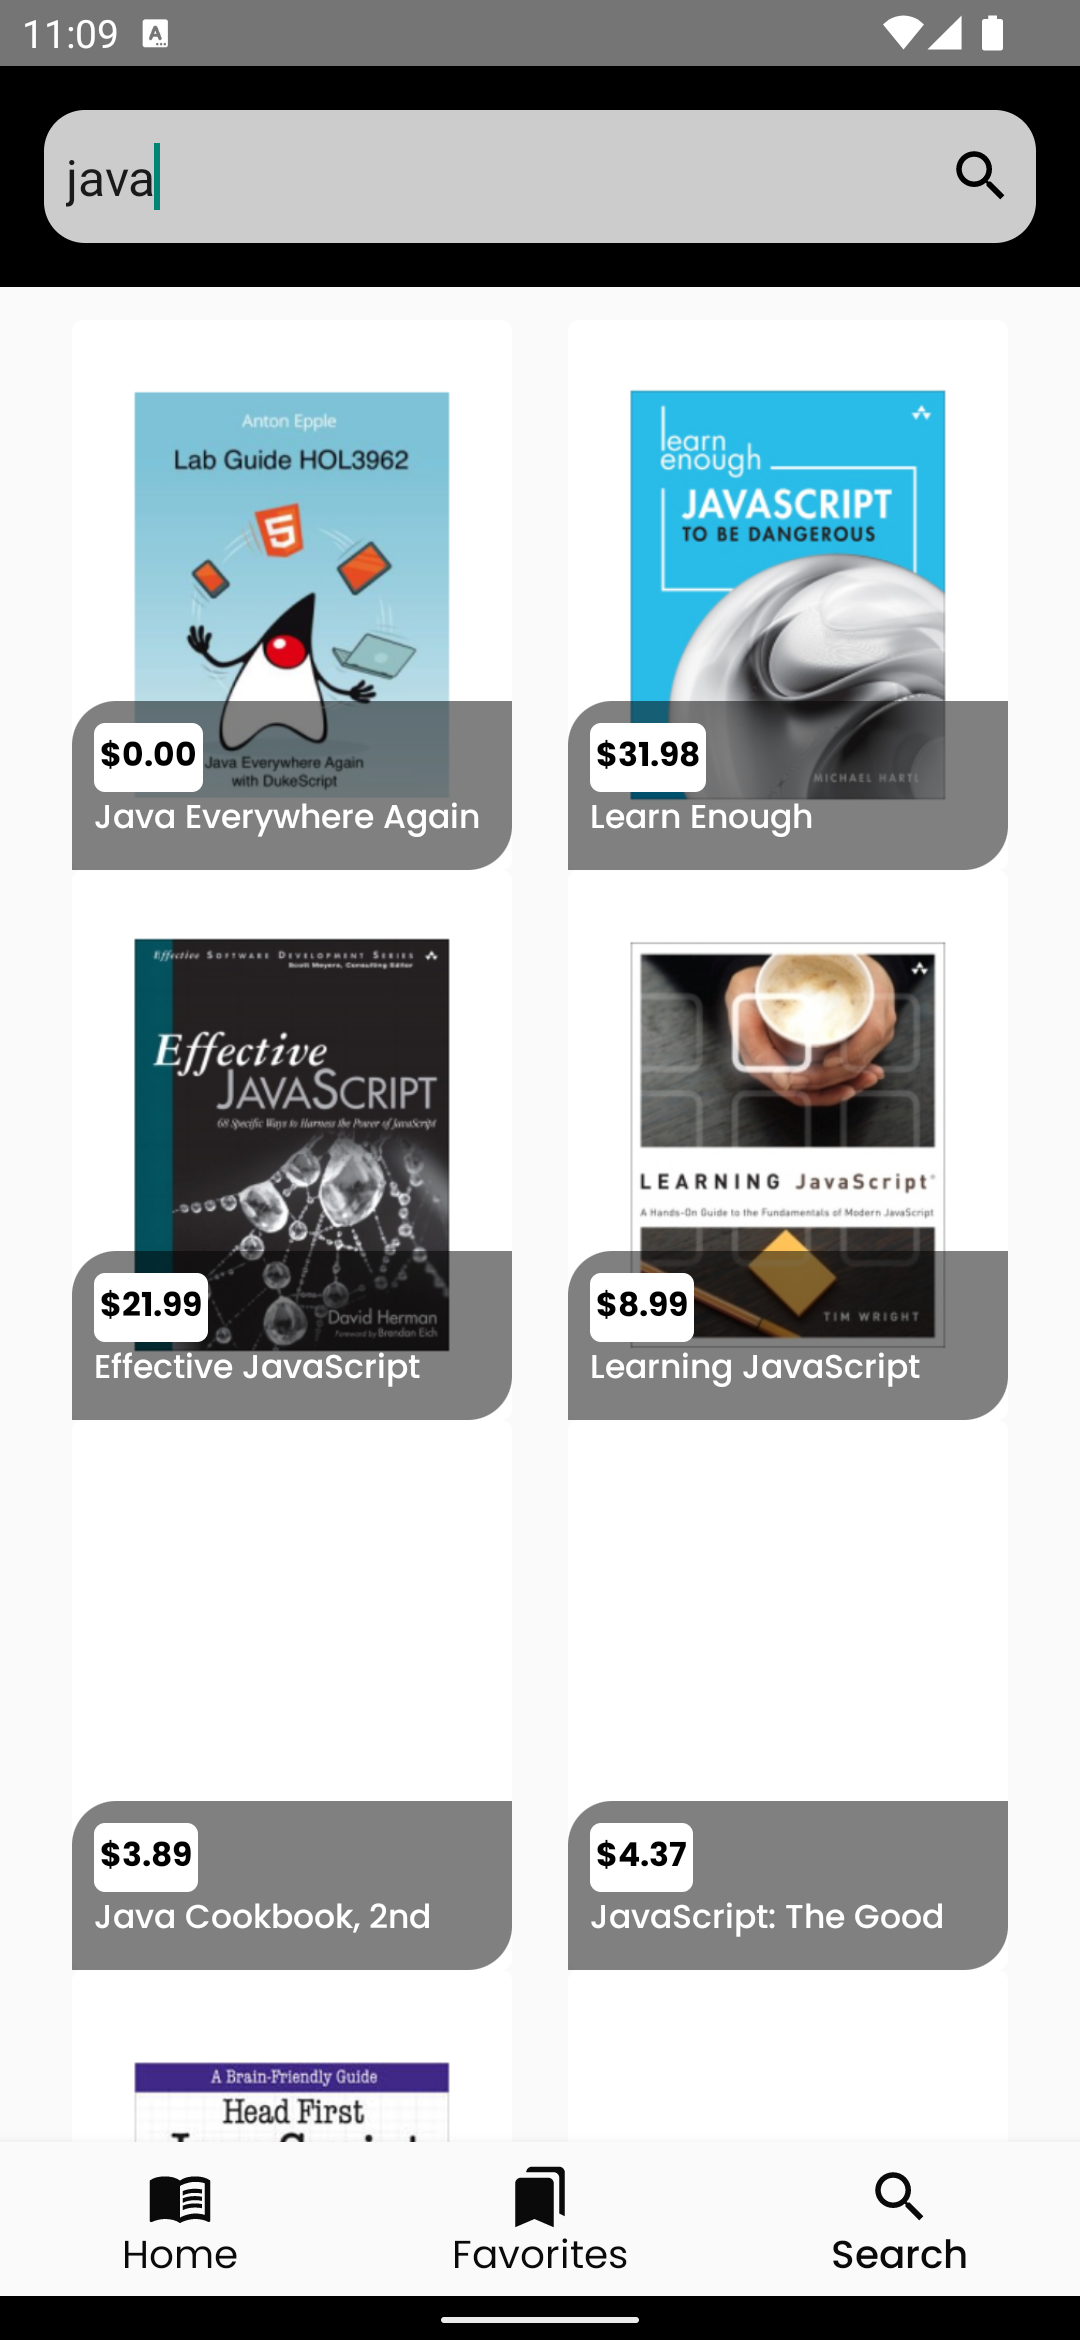 11:09
java
Anton Epple
Lab Guide HOL3962
Java Everywhere Again
with DukeScript
$0.00
Java Everywhere Again
learn
enough
JAVASCRIPT
TO BE DANGEROUS
MICHAEL HARTL
$31.98
Learn Enough
Effective SOFTWARE DEVELOPMENT SERIES
Scott Meyers, Consulting Editor
Effective
JAVASCRIPT
68 Specific Ways to Harness the Power of JavaScript
David Herman
Foreword by Brendan Eich
$21.99
Effective JavaScript
LEARNING JavaScript
A Hands-On Guide to the Fundamentals of Modern JavaScript
TIM WRIGHT
$8.99
Learning JavaScript
$3.89
Java Cookbook, 2nd
$4.37
JavaScript: The Good
A Brain-Friendly Guide
Head First
Home
Favorites
Search